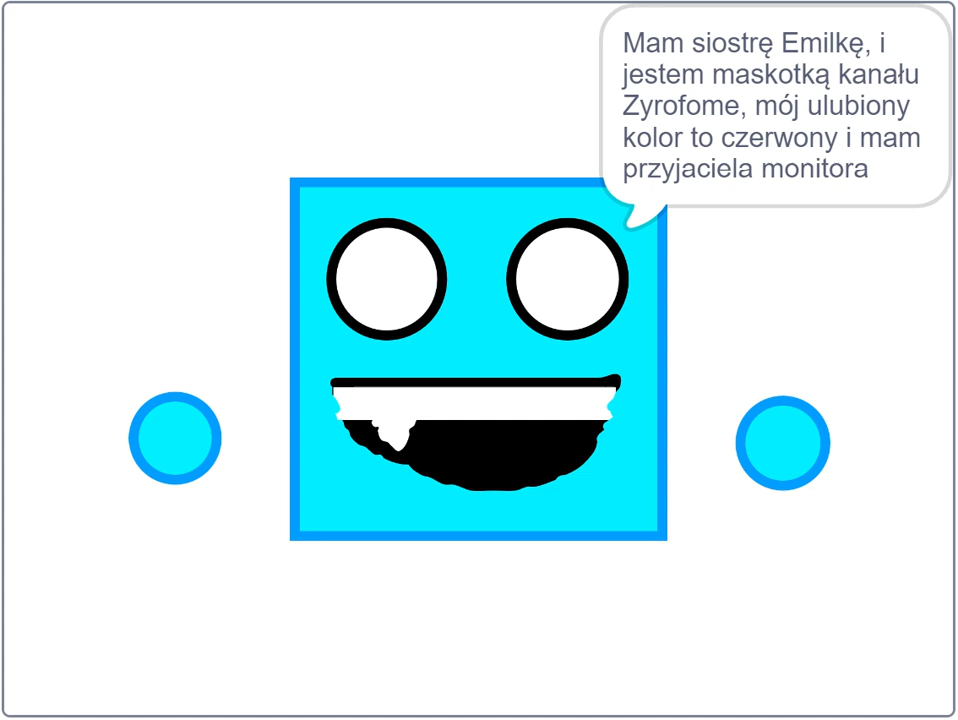 Mam siostrę Emilkę, i
jestem maskotką kanału
Zyrofome, mój ulubiony
kolor to czerwony i mam
przyjaciela monitora